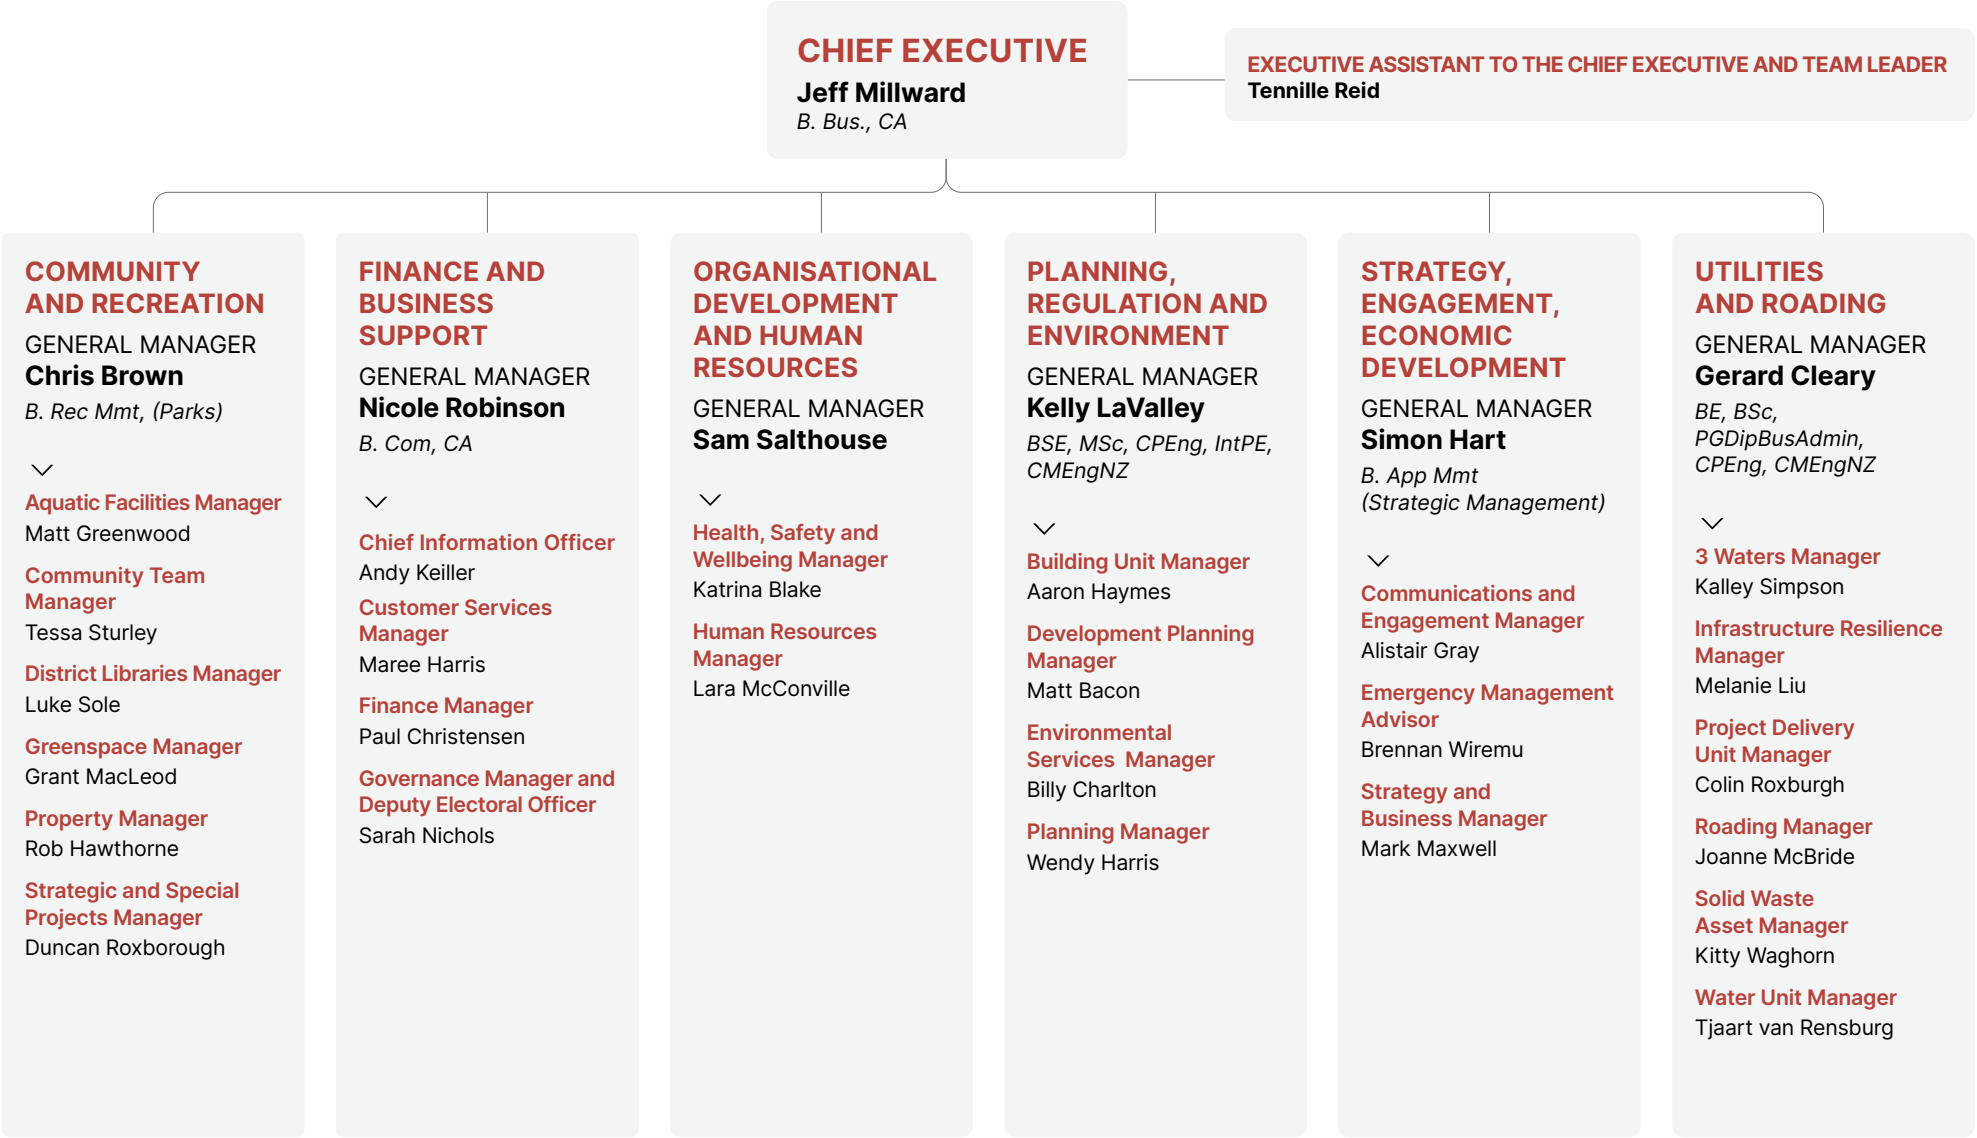 CHIEF EXECUTIVE
Jeff Millward
B. Bus., CA
EXECUTIVE ASSISTANT TO THE CHIEF EXECUTIVE AND TEAM LEADER
Tennille Reid
COMMUNITY
AND RECREATION
GENERAL MANAGER
Chris Brown
B. Rec Mmt, (Parks)
Aquatic Facilities Manager
Matt Greenwood
Community Team
Manager
Tessa Sturley
District Libraries Manager
Luke Sole
Greenspace Manager
Grant MacLeod
Property Manager
Rob Hawthorne
Strategic and Special
Projects Manager
Duncan Roxborough
FINANCE AND
BUSINESS
SUPPORT
GENERAL MANAGER
Nicole Robinson
B. Com, CA
Chief Information Officer
Andy Keiller
Customer Services
Manager
Maree Harris
Finance Manager
Paul Christensen
Governance Manager and
Deputy Electoral Officer
Sarah Nichols
ORGANISATIONAL
DEVELOPMENT
AND HUMAN
RESOURCES
GENERAL MANAGER
Sam Salthouse
Health, Safety and
Wellbeing Manager
Katrina Blake
Human Resources
Manager
Lara McConville
PLANNING,
REGULATION AND
ENVIRONMENT
GENERAL MANAGER
Kelly LaValley
BSE, MSc, CPEng, IntPE,
CMEngNZ
Building Unit Manager
Aaron Haymes
Development Planning
Manager
Matt Bacon
Environmental
Services  Manager
Billy Charlton
Planning Manager
Wendy Harris
STRATEGY,
ENGAGEMENT,
ECONOMIC
DEVELOPMENT
GENERAL MANAGER
Simon Hart
B. App Mmt
(Strategic Management)
Communications and
Engagement Manager
Alistair Gray
Emergency Management
Advisor
Brennan Wiremu
Strategy and
Business Manager
Mark Maxwell
UTILITIES
AND ROADING
GENERAL MANAGER
Gerard Cleary
BE, BSc,
PGDipBusAdmin,
CPEng, CMEngNZ
3 Waters Manager
Kalley Simpson
Infrastructure Resilience
Manager
Melanie Liu
Project Delivery
Unit Manager
Colin Roxburgh
Roading Manager
Joanne McBride
Solid Waste
Asset Manager
Kitty Waghorn
Water Unit Manager
Tjaart van Rensburg